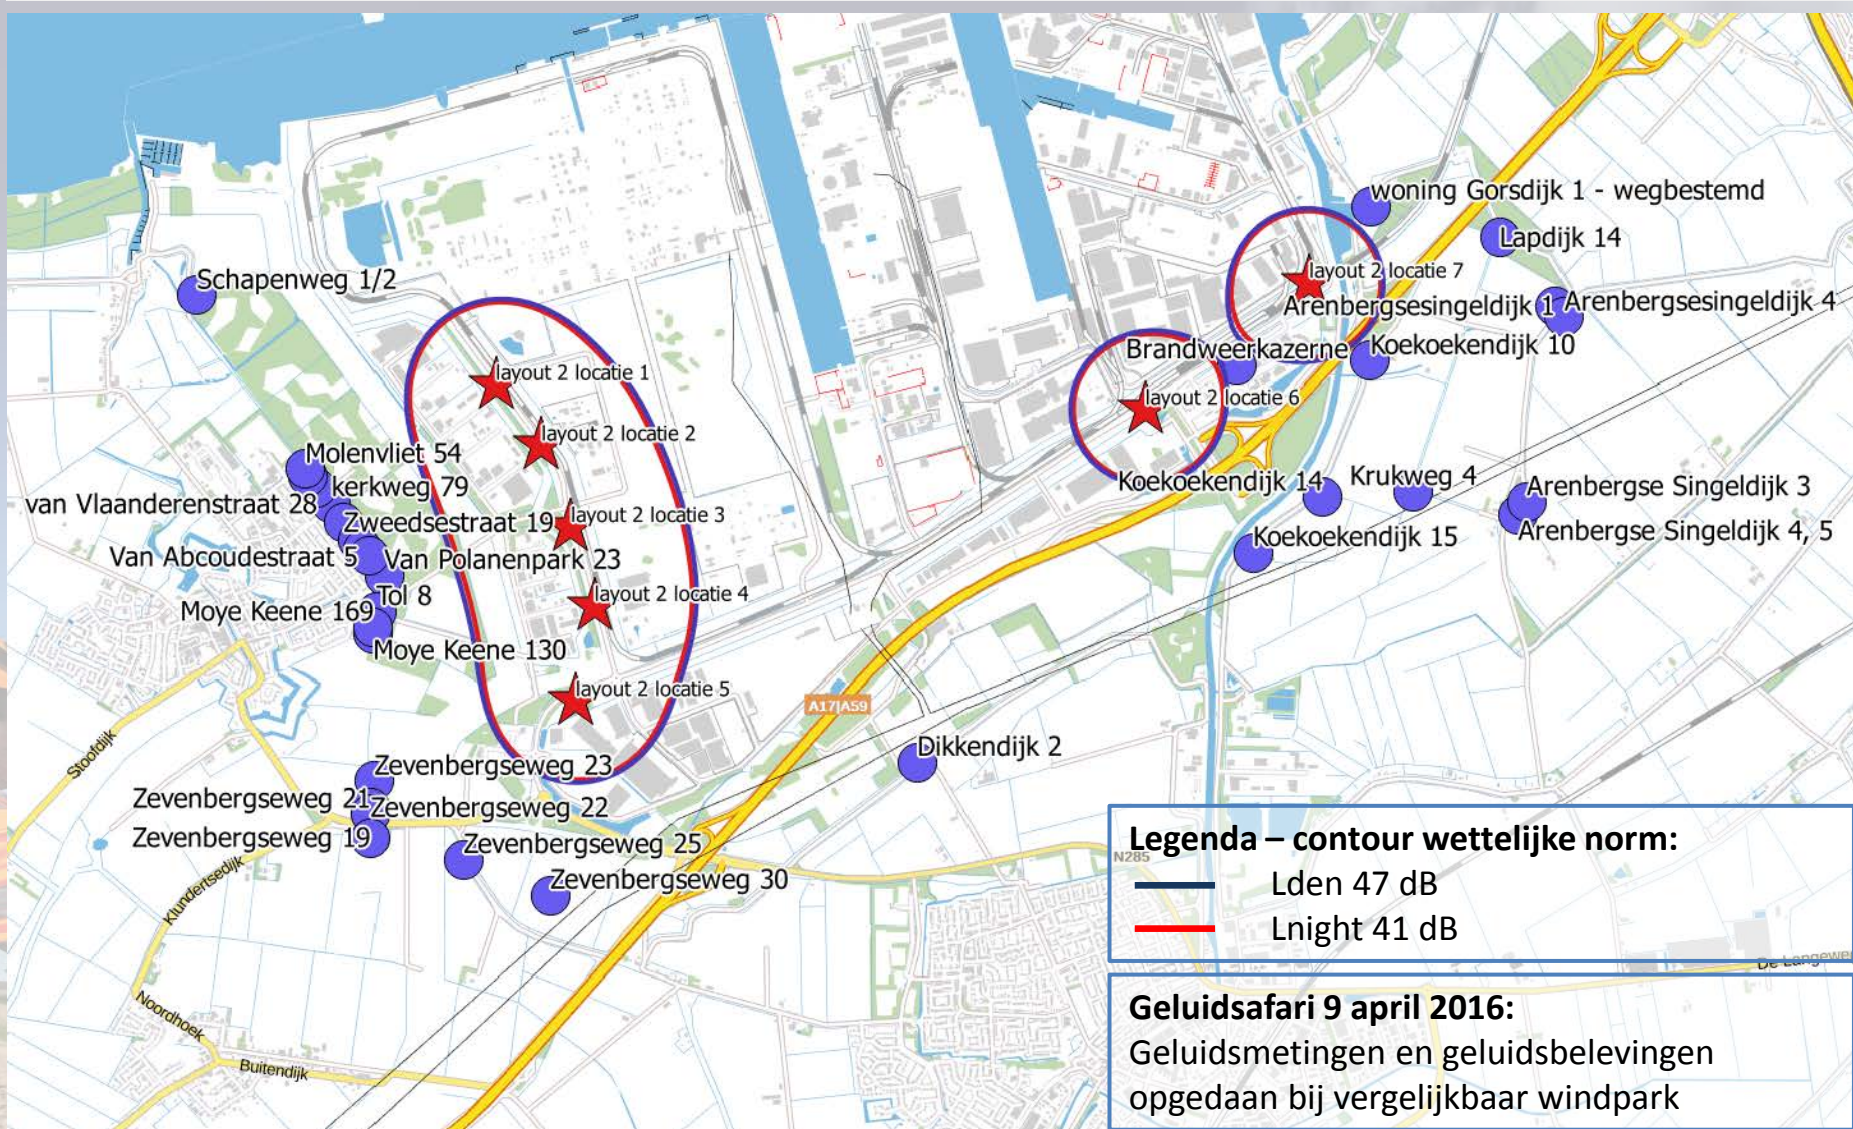 woning Gorsdijk 1 - wegbestemd
Lapdijk 14
Schapenweg 1/2
layout 2 locatie 7
Arenbergsesingeldijk 1
Arenbergsesingeldijk 4
Brandweerkazerne
Koekoekendijk 10
layout 2 locatie 1
layout 2 locatie 6
layout 2 locatie 2
Molenvliet 54
kerkweg 79
van Vlaanderenstraat 28
Koekoekendijk 14
Krukweg 4
Arenbergse Singeldijk 3
Zweedsestraat 19
layout 2 locatie 3
Arenbergse Singeldijk 4, 5
Koekoekendijk 15
Van Abcoudestraat 5
Van Polanenpark 23
Tol 8
layout 2 locatie 4
Moye Keene 169
Moye Keene 130
layout 2 locatie 5
A17|A59
Stoofdijk
Dikkendijk 2
Zevenbergseweg 23
Zevenbergseweg 21
Zevenbergseweg 22
Zevenbergseweg 19
Zevenbergseweg 25
Zevenbergseweg 30
Klundertsedijk
N285
Noordhoek
Buitendijk
De Langeweg
Legenda – contour wettelijke norm:
Lden 47 dB
Lnight 41 dB
Geluidsafari 9 april 2016:
Geluidsmetingen en geluidsbelevingen
opgedaan bij vergelijkbaar windpark